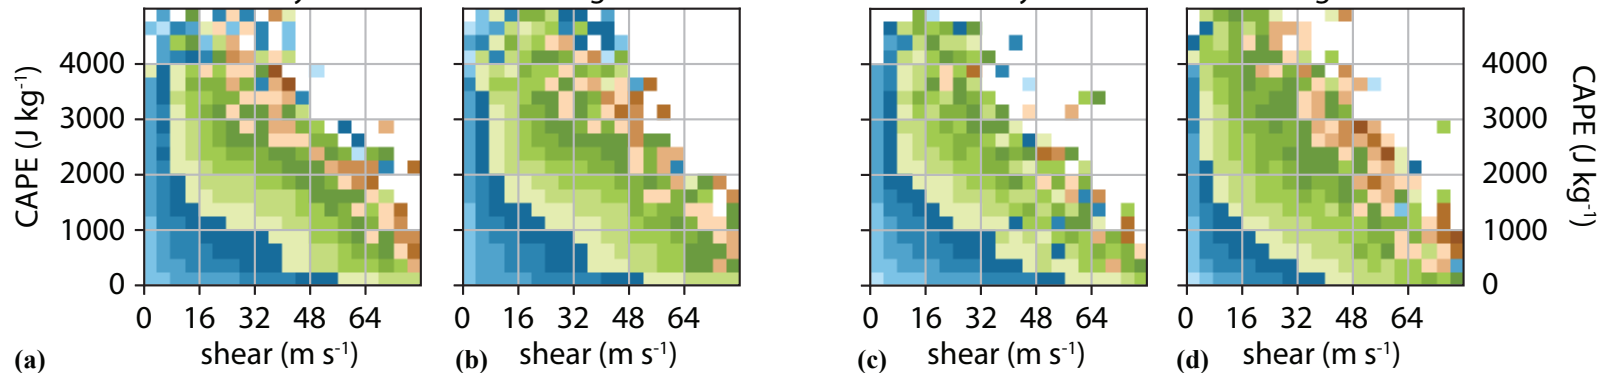 CAPE (J kg-1)
4000
3000
2000
1000
0
0 16 32 48 64
shear (m s-1)
(a)
0 16 32 48 64
shear (m s-1)
(b)
0 16 32 48 64
shear (m s-1)
(c)
0 16 32 48 64
shear (m s-1)
(d)
4000
3000
2000
1000
0
CAPE (J kg-1)